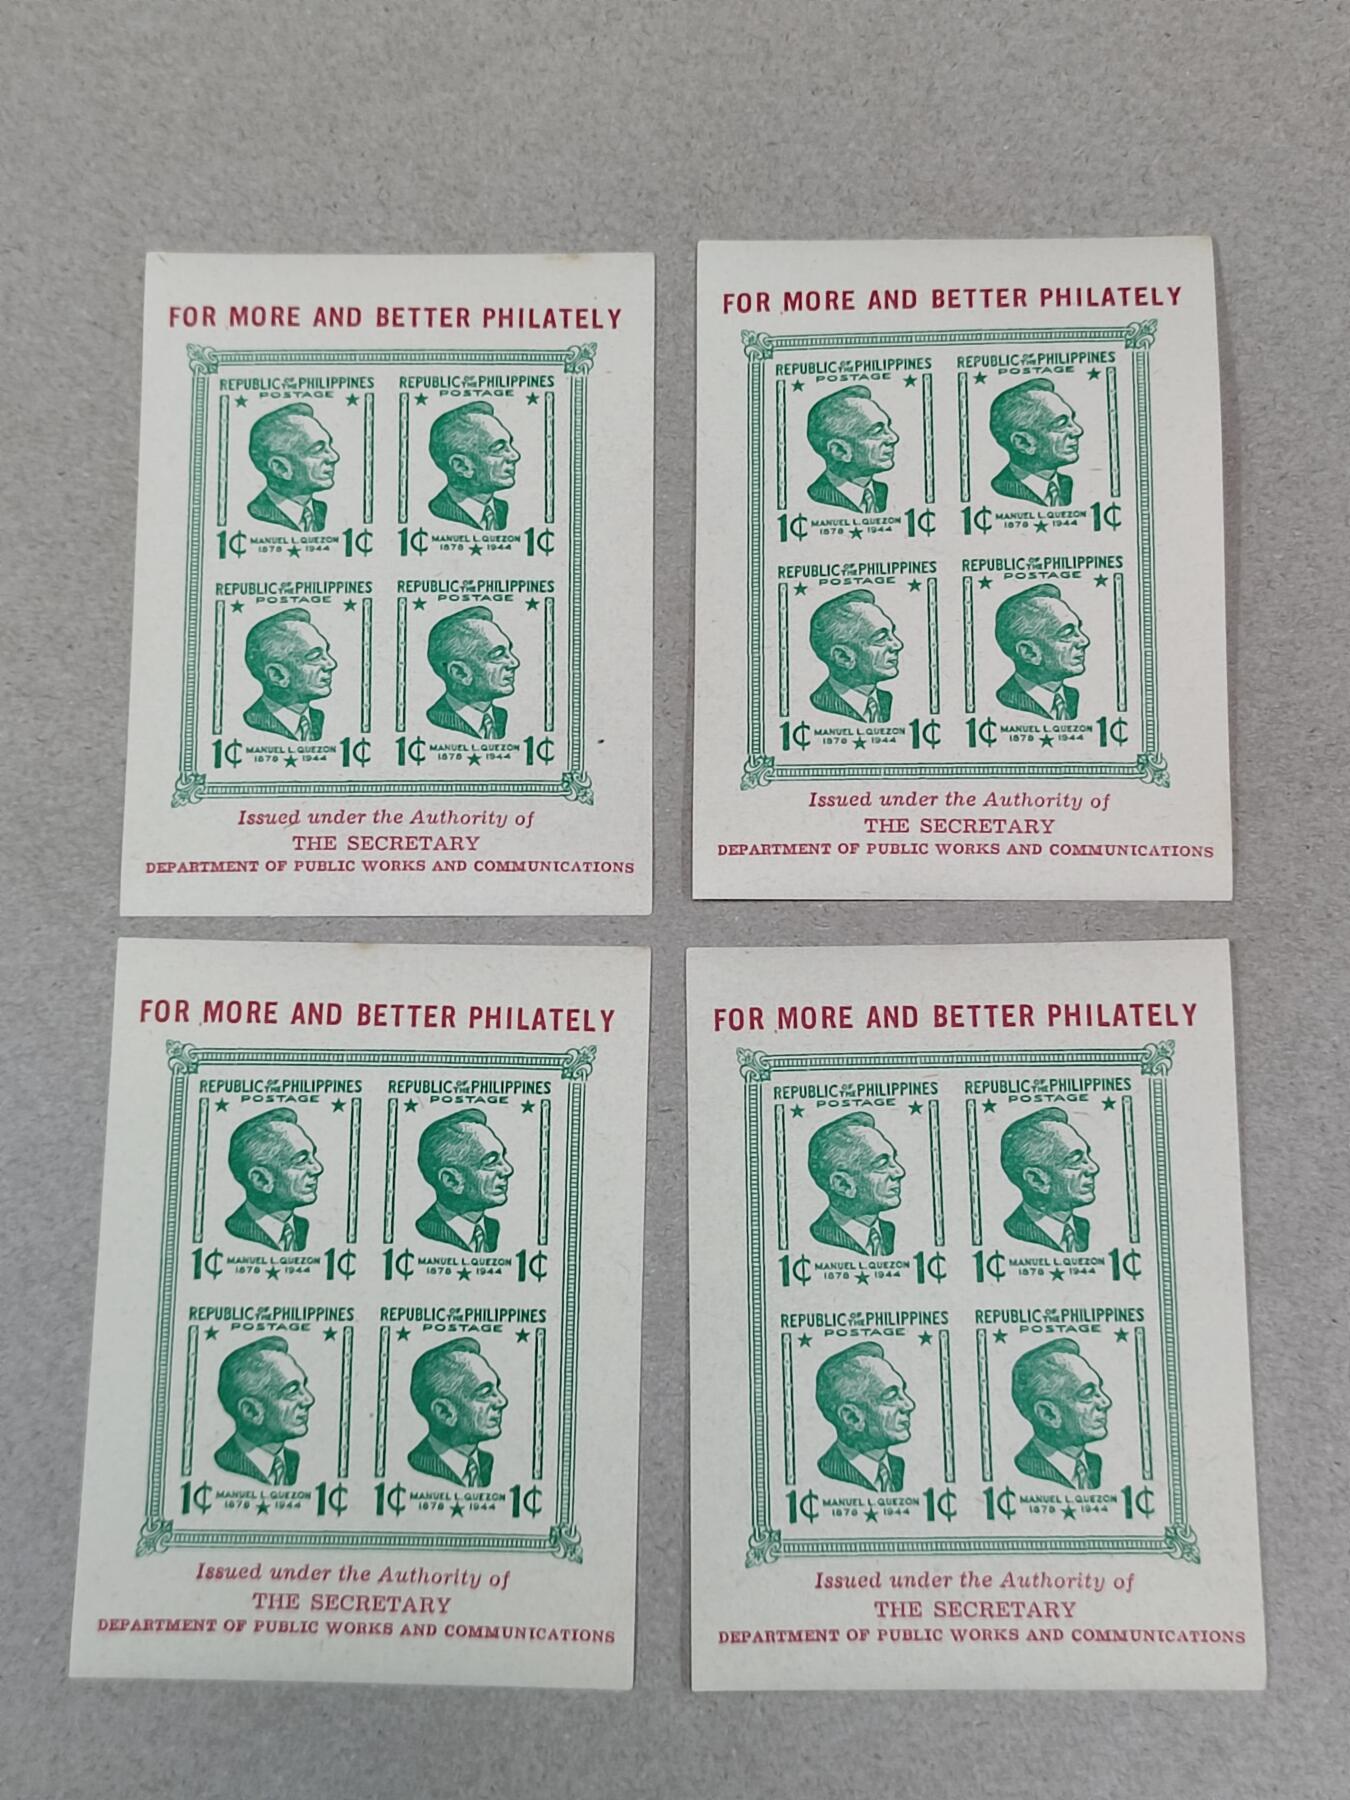 FOR MORE AND BETTER PHILATELY
REPUBLIC OF THE PHILIPPINES REPUBLIC OF THE PHILIPPINES
POSTAGE POSTAGE
1¢ MANUEL L. QUEZON 1¢ 1¢ MANUEL L. QUEZON 1¢
1878 ★ 1944 1878 ★ 1944
REPUBLIC OF THE PHILIPPINES REPUBLIC OF THE PHILIPPINES
POSTAGE POSTAGE
1¢ MANUEL L. QUEZON 1¢ 1¢ MANUEL L. QUEZON 1¢
1878 ★ 1944 1878 ★ 1944
Issued under the Authority of
THE SECRETARY
DEPARTMENT OF PUBLIC WORKS AND COMMUNICATIONS
FOR MORE AND BETTER PHILATELY
REPUBLIC OF THE PHILIPPINES REPUBLIC OF THE PHILIPPINES
POSTAGE POSTAGE
1¢ MANUEL L. QUEZON 1¢ 1¢ MANUEL L. QUEZON 1¢
1878 ★ 1944 1878 ★ 1944
REPUBLIC OF THE PHILIPPINES REPUBLIC OF THE PHILIPPINES
POSTAGE POSTAGE
1¢ MANUEL L. QUEZON 1¢ 1¢ MANUEL L. QUEZON 1¢
1878 ★ 1944 1878 ★ 1944
Issued under the Authority of
THE SECRETARY
DEPARTMENT OF PUBLIC WORKS AND COMMUNICATIONS
FOR MORE AND BETTER PHILATELY
REPUBLIC OF THE PHILIPPINES REPUBLIC OF THE PHILIPPINES
POSTAGE POSTAGE
1¢ MANUEL L. QUEZON 1¢ 1¢ MANUEL L. QUEZON 1¢
1878 ★ 1944 1878 ★ 1944
REPUBLIC OF THE PHILIPPINES REPUBLIC OF THE PHILIPPINES
POSTAGE POSTAGE
1¢ MANUEL L. QUEZON 1¢ 1¢ MANUEL L. QUEZON 1¢
1878 ★ 1944 1878 ★ 1944
Issued under the Authority of
THE SECRETARY
DEPARTMENT OF PUBLIC WORKS AND COMMUNICATIONS
FOR MORE AND BETTER PHILATELY
REPUBLIC OF THE PHILIPPINES REPUBLIC OF THE PHILIPPINES
POSTAGE POSTAGE
1¢ MANUEL L. QUEZON 1¢ 1¢ MANUEL L. QUEZON 1¢
1878 ★ 1944 1878 ★ 1944
REPUBLIC OF THE PHILIPPINES REPUBLIC OF THE PHILIPPINES
POSTAGE POSTAGE
1¢ MANUEL L. QUEZON 1¢ 1¢ MANUEL L. QUEZON 1¢
1878 ★ 1944 1878 ★ 1944
Issued under the Authority of
THE SECRETARY
DEPARTMENT OF PUBLIC WORKS AND COMMUNICATIONS